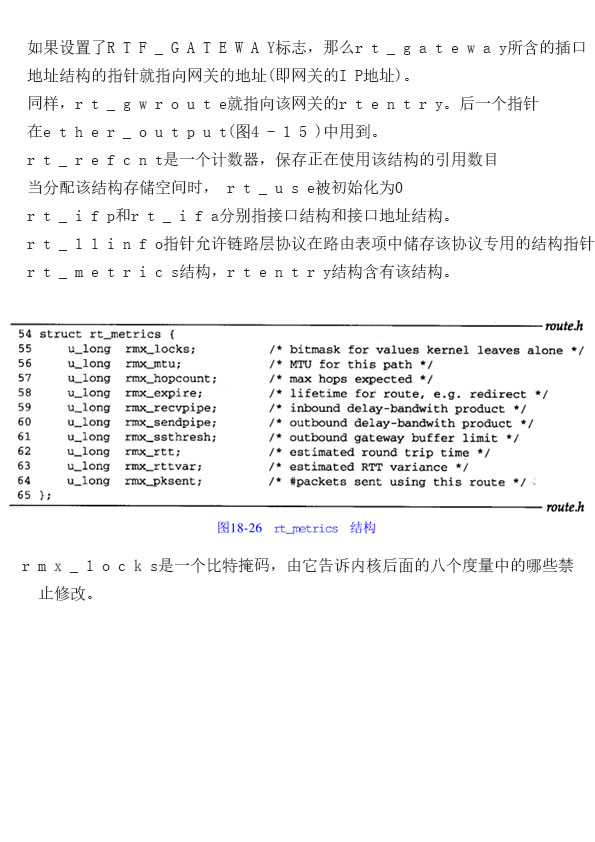 如果设置了R T F _ G A T E W A Y标志，那么r t _ g a t e w a y所含的插口
地址结构的指针就指向网关的地址(即网关的I P地址)。
同样，r t _ g w r o u t e就指向该网关的r t e n t r y。后一个指针
在e t h e r _ o u t p u t(图4 - 1 5 )中用到。
r t _ r e f c n t是一个计数器，保存正在使用该结构的引用数目
当分配该结构存储空间时， r t _ u s e被初始化为0
r t _ i f p和r t _ i f a分别指接口结构和接口地址结构。
r t _ l l i n f o指针允许链路层协议在路由表项中储存该协议专用的结构指针
r t _ m e t r i c s结构，r t e n t r y结构含有该结构。
route.h
54 struct rt_metrics {
55 u_long rmx_locks; /* bitmask for values kernel leaves alone */
56 u_long rmx_mtu; /* MTU for this path */
57 u_long rmx_hopcount; /* max hops expected */
58 u_long rmx_expire; /* lifetime for route, e.g. redirect */
59 u_long rmx_recvpipe; /* inbound delay-bandwith product */
60 u_long rmx_sendpipe; /* outbound delay-bandwith product */
61 u_long rmx_ssthresh; /* outbound gateway buffer limit */
62 u_long rmx_rtt; /* estimated round trip time */
63 u_long rmx_rttvar; /* estimated RTT variance */
64 u_long rmx_pksent; /* #packets sent using this route */
65 };
route.h
图18-26 rt_metrics 结构
r m x _ l o c k s是一个比特掩码，由它告诉内核后面的八个度量中的哪些禁
止修改。